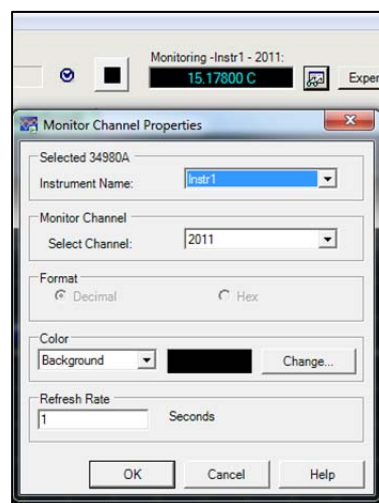 Monitoring -Instr1 - 2011:
15.17800 C
Exper
Monitor Channel Properties
Selected 34980A
Instrument Name:
Instr1
Monitor Channel
Select Channel:
2011
Format
Decimal
Hex
Color
Background
Change...
Refresh Rate
1
Seconds
OK
Cancel
Help